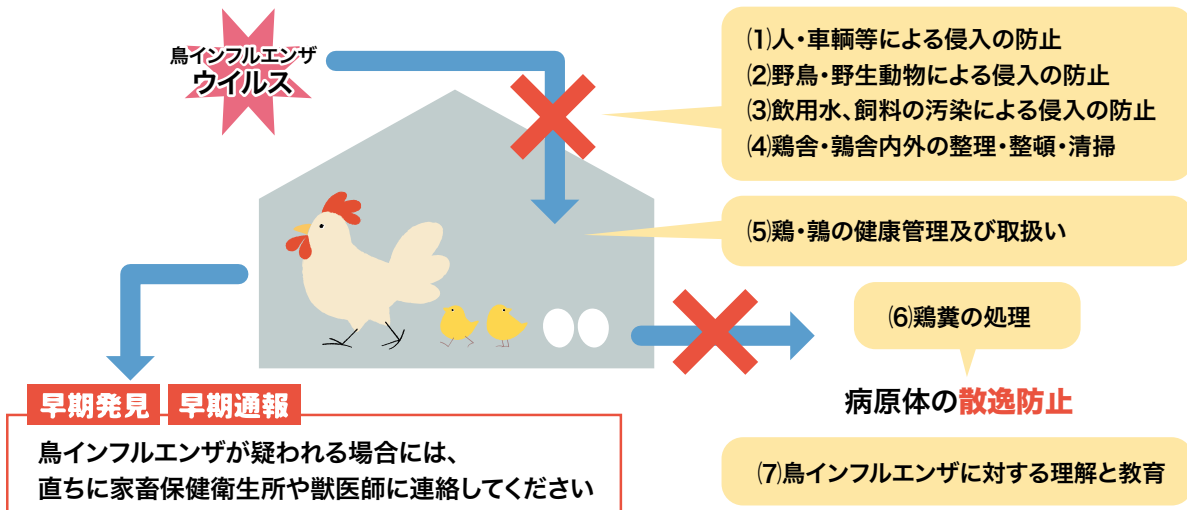 鳥インフルエンザ
ウイルス
(1)人・車輌等による侵入の防止
(2)野鳥・野生動物による侵入の防止
(3)飲用水、飼料の汚染による侵入の防止
(4)鶏舎・鶉舎内外の整理・整頓・清掃
(5)鶏・鶉の健康管理及び取扱い
(6)鶏糞の処理
病原体の散逸防止
(7)鳥インフルエンザに対する理解と教育
早期発見 早期通報
鳥インフルエンザが疑われる場合には、
直ちに家畜保健衛生所や獣医師に連絡してください